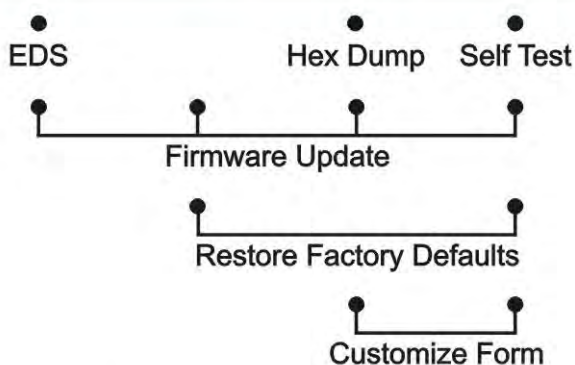 EDS Hex Dump Self Test
Firmware Update
Restore Factory Defaults
Customize Form